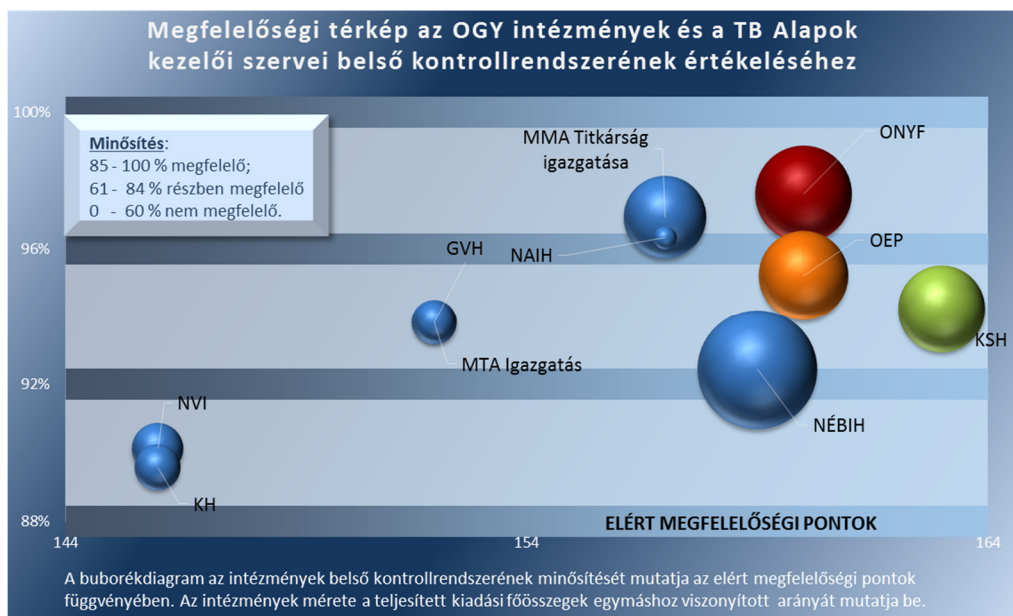 Megfelelőségi térkép az OGY intézmények és a TB Alapok
kezelői szervei belső kontrollrendszerének értékeléséhez
100%
Minősítés:
85 - 100 % megfelelő;
61 - 84 % részben megfelelő
0 - 60 % nem megfelelő.
MMA Titkárság
igazgatása
ONYF
96%
GVH
NAIH
OEP
KSH
MTA Igazgatás
92%
NVI
NÉBIH
KH
88%
ELÉRT MEGFELELŐSÉGI PONTOK
144
154
164
A buborékdiagram az intézmények belső kontrollrendszerének minősítését mutatja az elért megfelelőségi pontok
függvényében. Az intézmények mérete a teljesített kiadási főösszegek egymáshoz viszonyított arányát mutatja be.